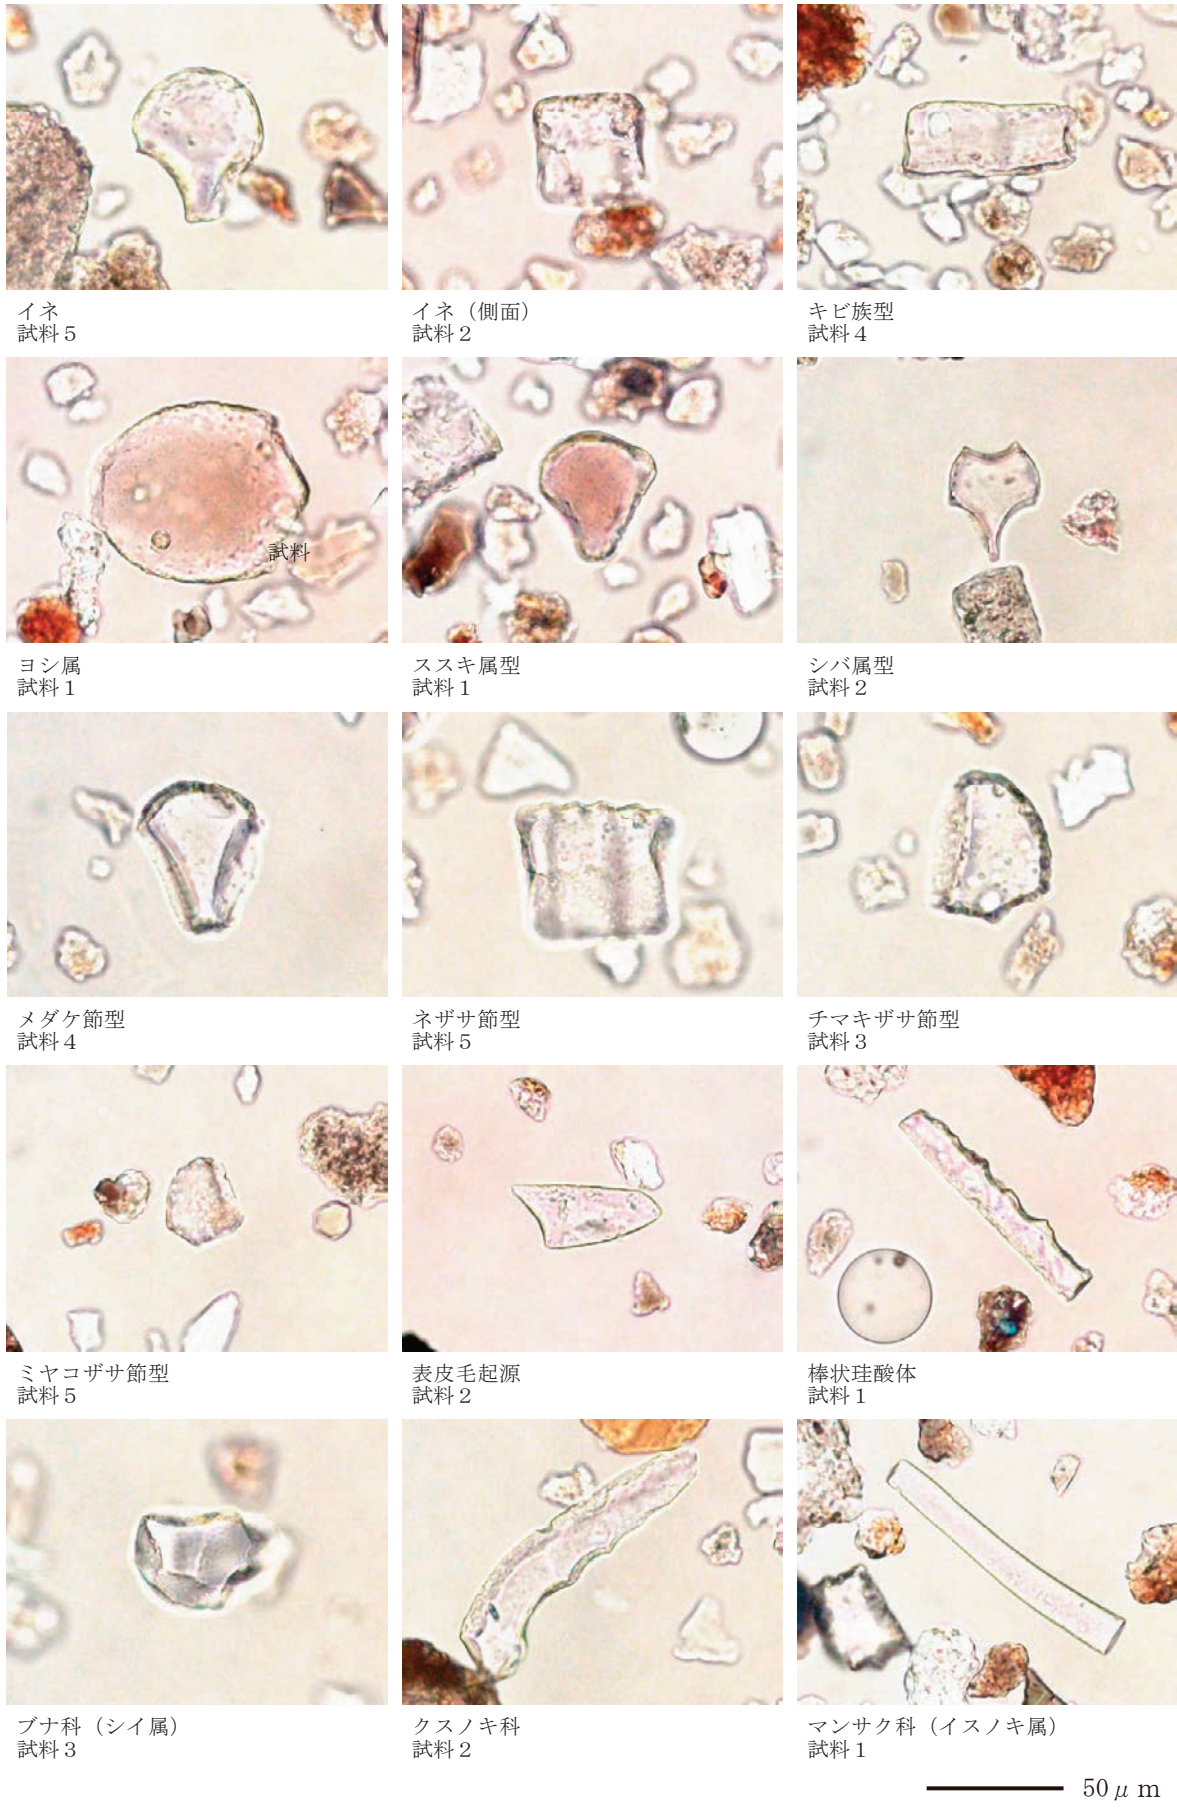 イネ
試料５
イネ（側面）
試料２
キビ族型
試料４
試料
ヨシ属
試料１
ススキ属型
試料１
シバ属型
試料２
メダケ節型
試料４
ネザサ節型
試料５
チマキザサ節型
試料３
ミヤコザサ節型
試料５
表皮毛起源
試料２
棒状珪酸体
試料１
ブナ科（シイ属）
試料３
クスノキ科
試料２
マンサク科（イスノキ属）
試料１
50 μ m